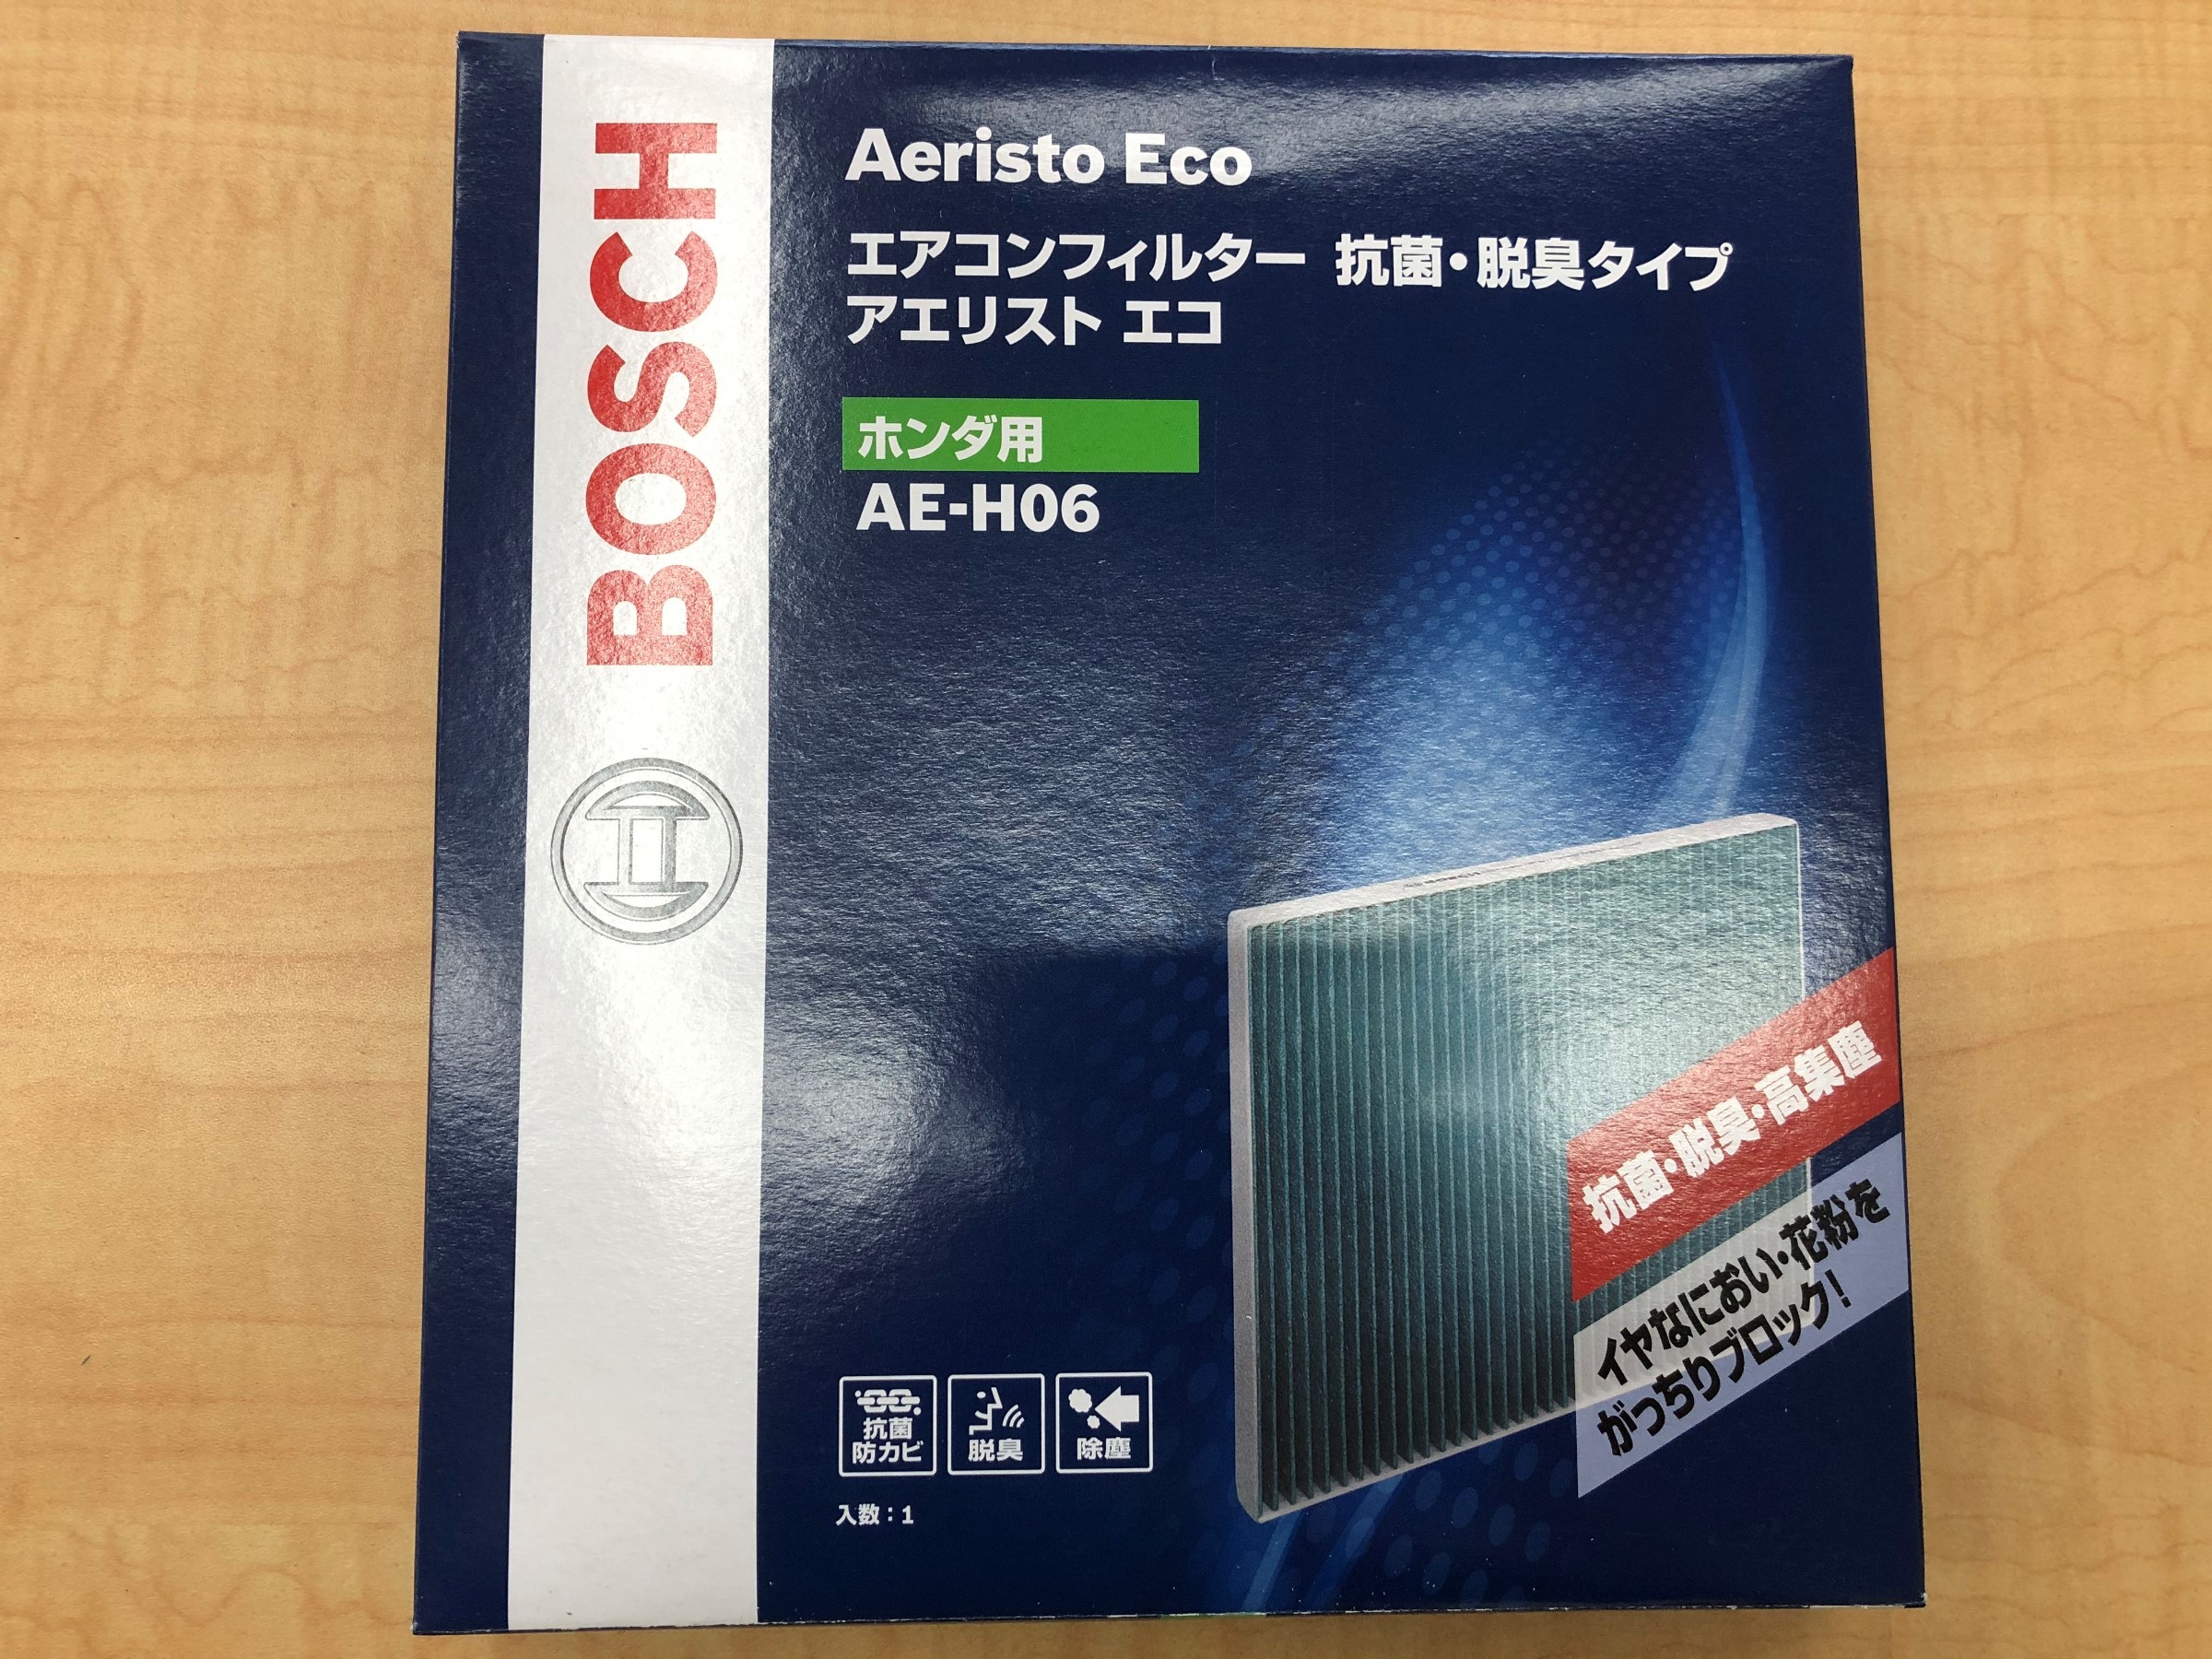 BOSCH
Aeristo Eco
エアコンフィルター 抗菌・脱臭タイプ
アエリスト エコ
ホンダ用
AE-H06
抗菌・脱臭・高集塵
イヤなにおい・花粉を
がっちりブロック!
抗菌
防カビ
脱臭
除塵
入数:1